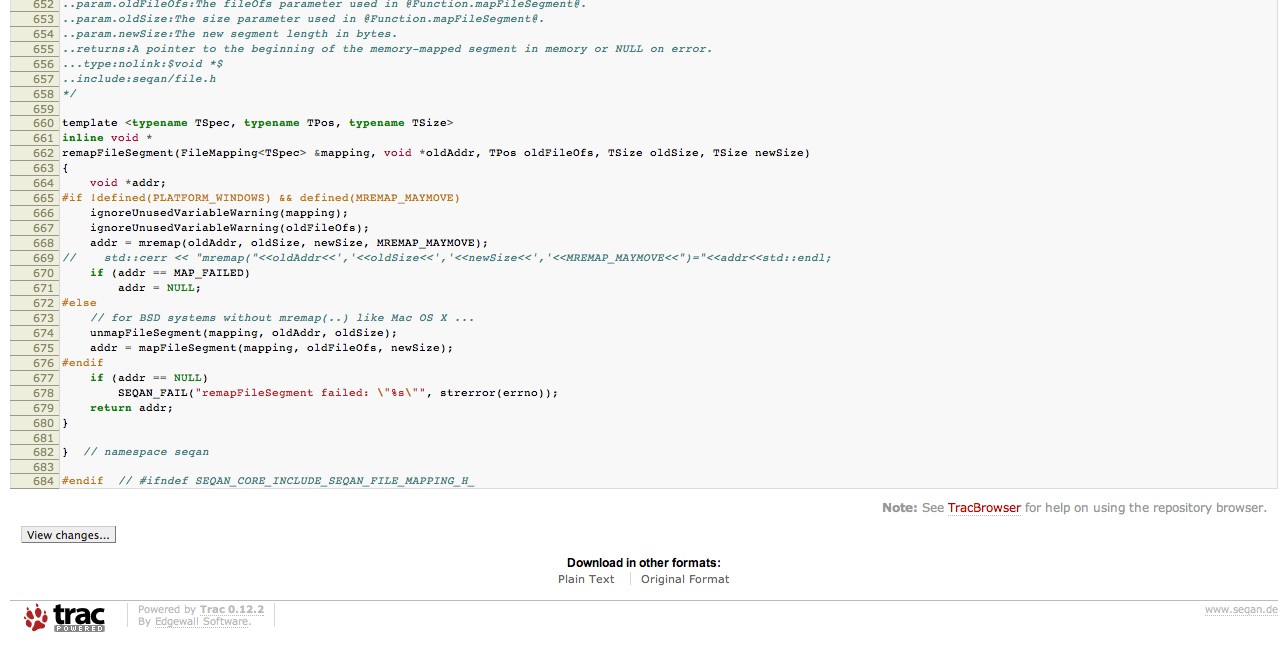 652 ..param.oldFileOfs:The fileOfs parameter used in @Function.mapFileSegment@.
653 ..param.oldSize:The size parameter used in @Function.mapFileSegment@.
654 ..param.newSize:The new segment length in bytes.
655 ..returns:A pointer to the beginning of the memory-mapped segment in memory or NULL on error.
656 ...type:nolink:$void *$
657 ..include:seqan/file.h
658 */
659
660 template <typename TSpec, typename TPos, typename TSize>
661 inline void *
662 remapFileSegment(FileMapping<TSpec> &mapping, void *oldAddr, TPos oldFileOfs, TSize oldSize, TSize newSize)
663 {
664     void *addr;
665 #if !defined(PLATFORM_WINDOWS) && defined(MREMAP_MAYMOVE)
666     ignoreUnusedVariableWarning(mapping);
667     ignoreUnusedVariableWarning(oldFileOfs);
668     addr = mremap(oldAddr, oldSize, newSize, MREMAP_MAYMOVE);
669 //    std::cerr << "mremap("<<oldAddr<<','<<oldSize<<','<<newSize<<','<<MREMAP_MAYMOVE<<")="<<addr<<std::endl;
670     if (addr == MAP_FAILED)
671         addr = NULL;
672 #else
673     // for BSD systems without mremap(..) like Mac OS X ...
674     unmapFileSegment(mapping, oldAddr, oldSize);
675     addr = mapFileSegment(mapping, oldFileOfs, newSize);
676 #endif
677     if (addr == NULL)
678         SEQAN_FAIL("remapFileSegment failed: \"%s\"", strerror(errno));
679     return addr;
680 }
681
682 }  // namespace seqan
683
684 #endif  // #ifndef SEQAN_CORE_INCLUDE_SEQAN_FILE_MAPPING_H_
Note: See TracBrowser for help on using the repository browser.
View changes...
Download in other formats:
Plain Text Original Format
trac POWERED
Powered by Trac 0.12.2
By Edgewall Software.
www.seqan.de